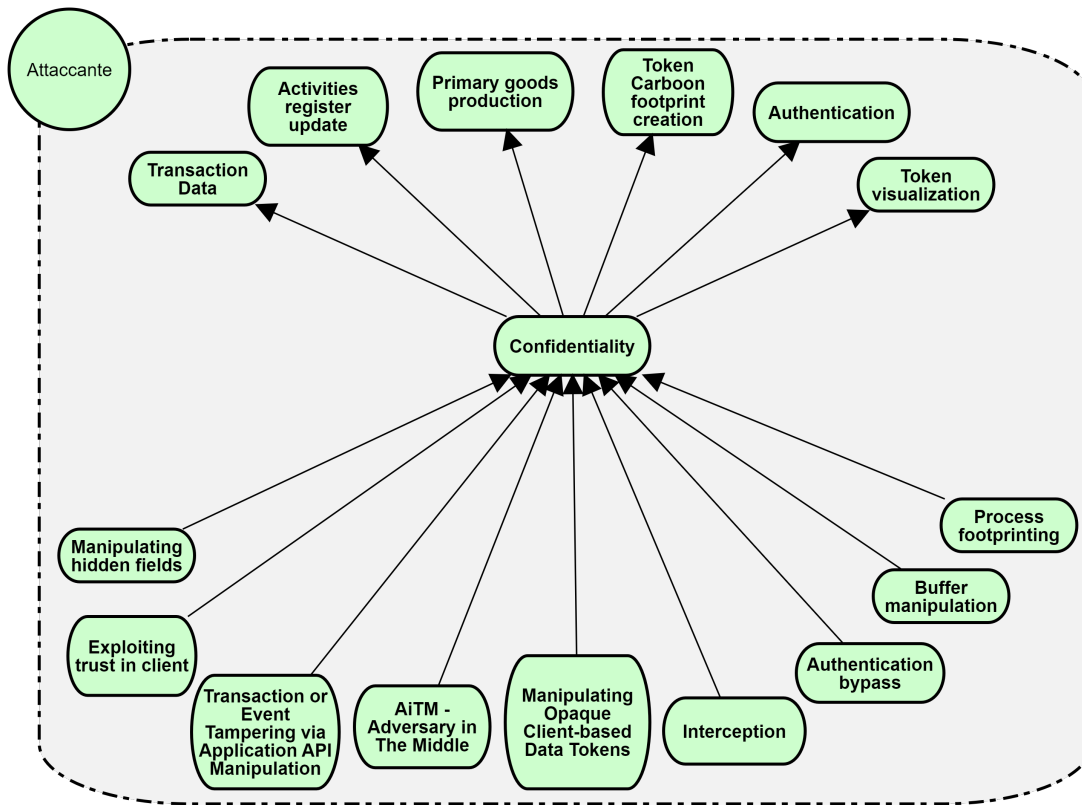 Attaccante
Activities
register
update
Primary goods
production
Token
Carboon
footprint
creation
Authentication
Transaction
Data
Token
visualization
Confidentiality
Manipulating
hidden fields
Process
footprinting
Buffer
manipulation
Exploiting
trust in client
Authentication
bypass
Transaction or
Event
Tampering via
Application API
Manipulation
AiTM -
Adversary in
The Middle
Manipulating
Opaque
Client-based
Data Tokens
Interception